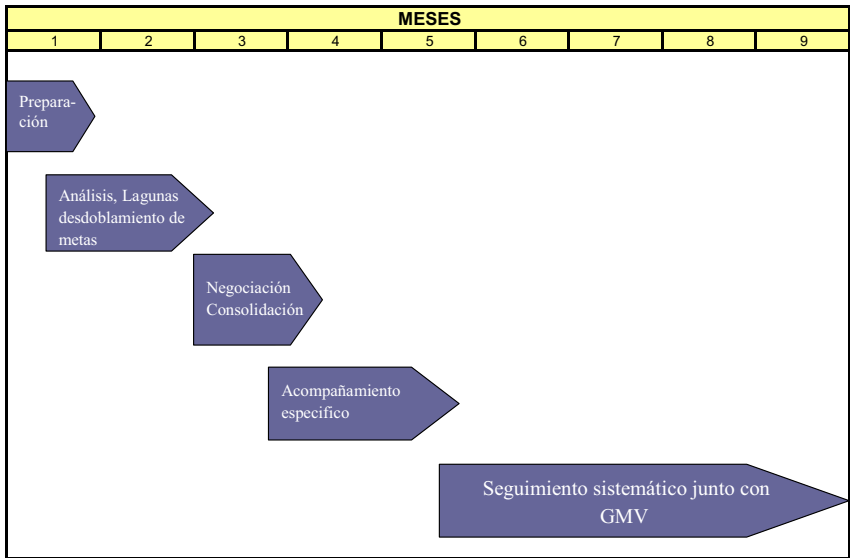 MESES
1 2 3 4 5 6 7 8 9
Prepara-
ción
Análisis, Lagunas
desdoblamiento de
metas
Negociación
Consolidación
Acompañamiento
especifico
Seguimiento sistemático junto con
GMV